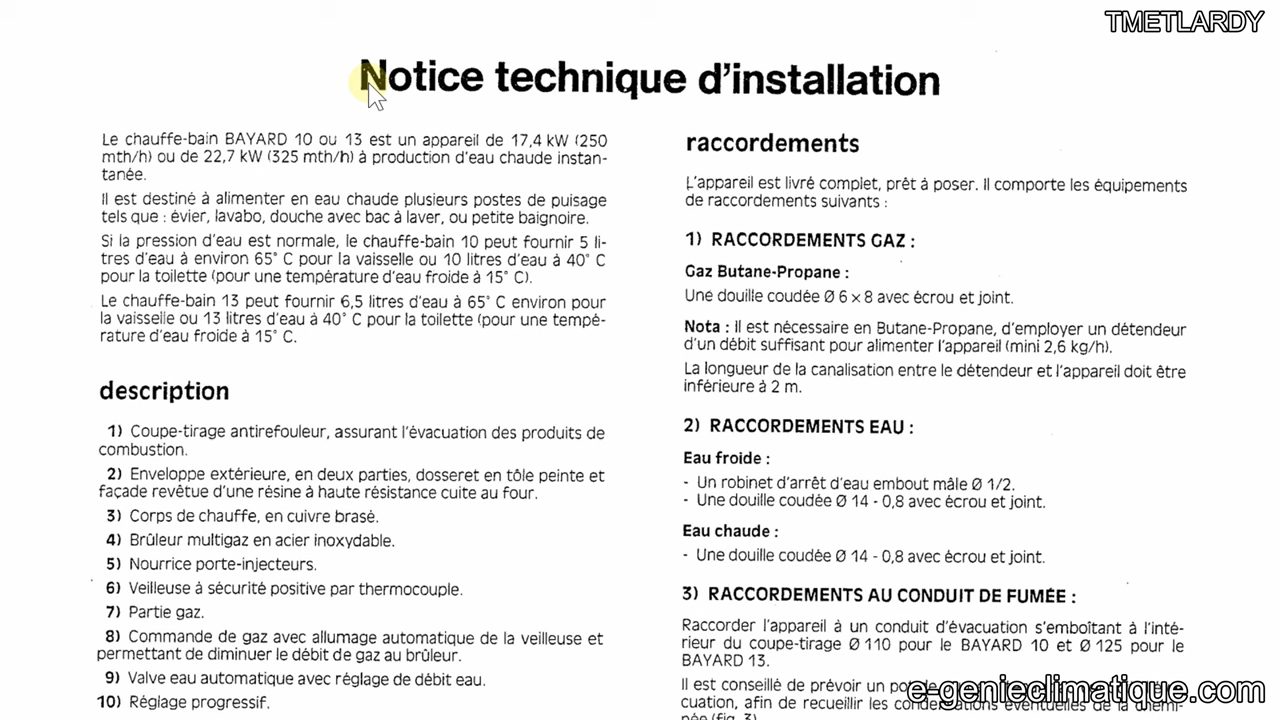 TMETLARDY
Notice technique d'installation
Le chauffe-bain BAYARD 10 ou 13 est un appareil de 17,4 kW (250
mth/h) ou de 22,7 kW (325 mth/h) à production d'eau chaude instan-
tanée.
Il est destiné à alimenter en eau chaude plusieurs postes de puisage
tels que : évier, lavabo, douche avec bac à laver, ou petite baignoire.
Si la pression d'eau est normale, le chauffe-bain 10 peut fournir 5 li-
tres d'eau à environ 65° C pour la vaisselle ou 10 litres d'eau à 40° C
pour la toilette (pour une température d'eau froide à 15° C).
Le chauffe-bain 13 peut fournir 6,5 litres d'eau à 65° C environ pour
la vaisselle ou 13 litres d'eau à 40° C pour la toilette (pour une tempé-
rature d'eau froide à 15° C.
description
1) Coupe-tirage antirefouleur, assurant l'évacuation des produits de
combustion.
2) Enveloppe extérieure, en deux parties, dosseret en tôle peinte et
façade revêtue d'une résine à haute résistance cuite au four.
3) Corps de chauffe, en cuivre brasé.
4) Brûleur multigaz en acier inoxydable.
5) Nourrice porte-injecteurs.
6) Veilleuse à sécurité positive par thermocouple.
7) Partie gaz.
8) Commande de gaz avec allumage automatique de la veilleuse et
permettant de diminuer le débit de gaz au brûleur.
9) Valve eau automatique avec réglage de débit eau.
10) Réglage progressif.
raccordements
L'appareil est livré complet, prêt à poser. Il comporte les équipements
de raccordements suivants :
1) RACCORDEMENTS GAZ :
Gaz Butane-Propane :
Une douille coudée Ø 6 × 8 avec écrou et joint.
Nota : il est nécessaire en Butane-Propane, d'employer un détendeur
d'un débit suffisant pour alimenter l'appareil (mini 2,6 kg/h).
La longueur de la canalisation entre le détendeur et l'appareil doit être
inférieure à 2 m.
2) RACCORDEMENTS EAU :
Eau froide :
- Un robinet d'arrêt d'eau embout mâle Ø 1/2.
- Une douille coudée Ø 14 - 0,8 avec écrou et joint.
Eau chaude :
- Une douille coudée Ø 14 - 0,8 avec écrou et joint.
3) RACCORDEMENTS AU CONDUIT DE FUMÉE :
Raccorder l'appareil à un conduit d'évacuation s'emboîtant à l'inté-
rieur du coupe-tirage Ø 110 pour le BAYARD 10 et Ø 125 pour le
BAYARD 13.
Il est conseillé de prévoir un
cuation, afin de recueillir les condensations éventuelles de la chemi-
née (fig. 3)
e-genieclimatique.com